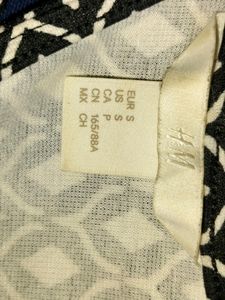 H&M
EUR S
US S
CA P
CN 165/88A
MX CH